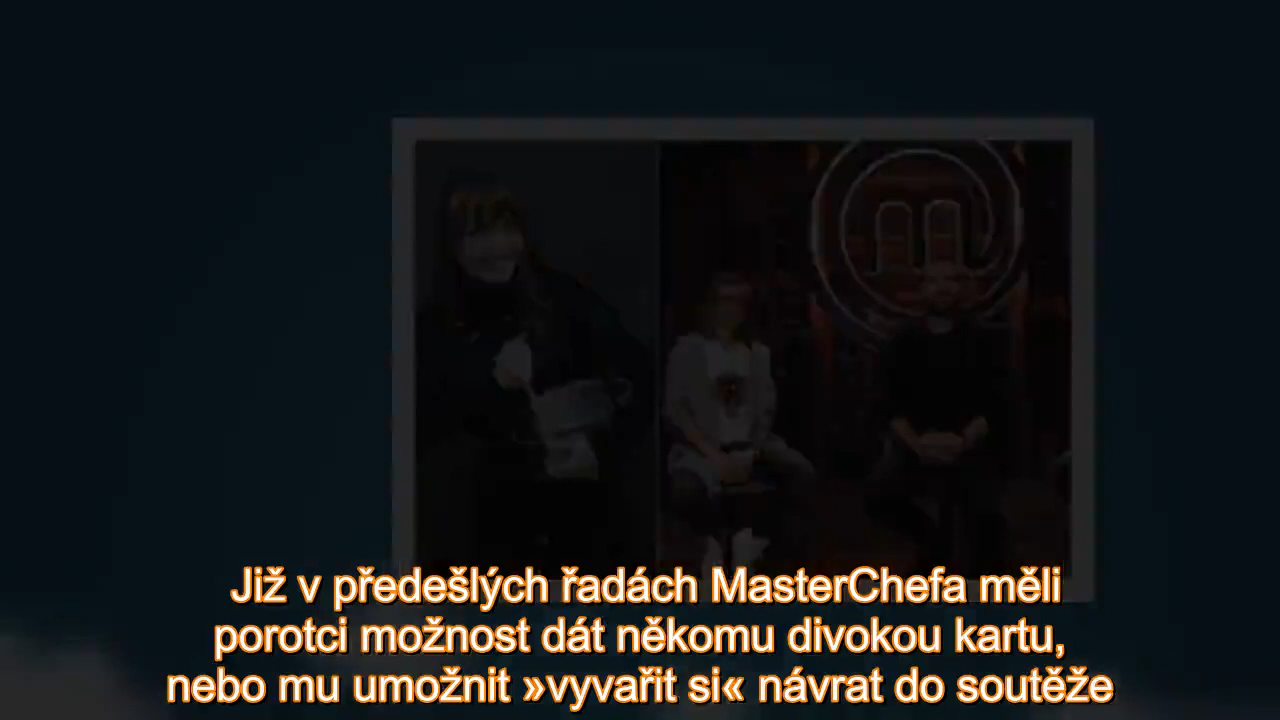 Již v předešlých řadách MasterChefa měli
porotci možnost dát někomu divokou kartu,
nebo mu umožnit »vyvařit si« návrat do soutěže